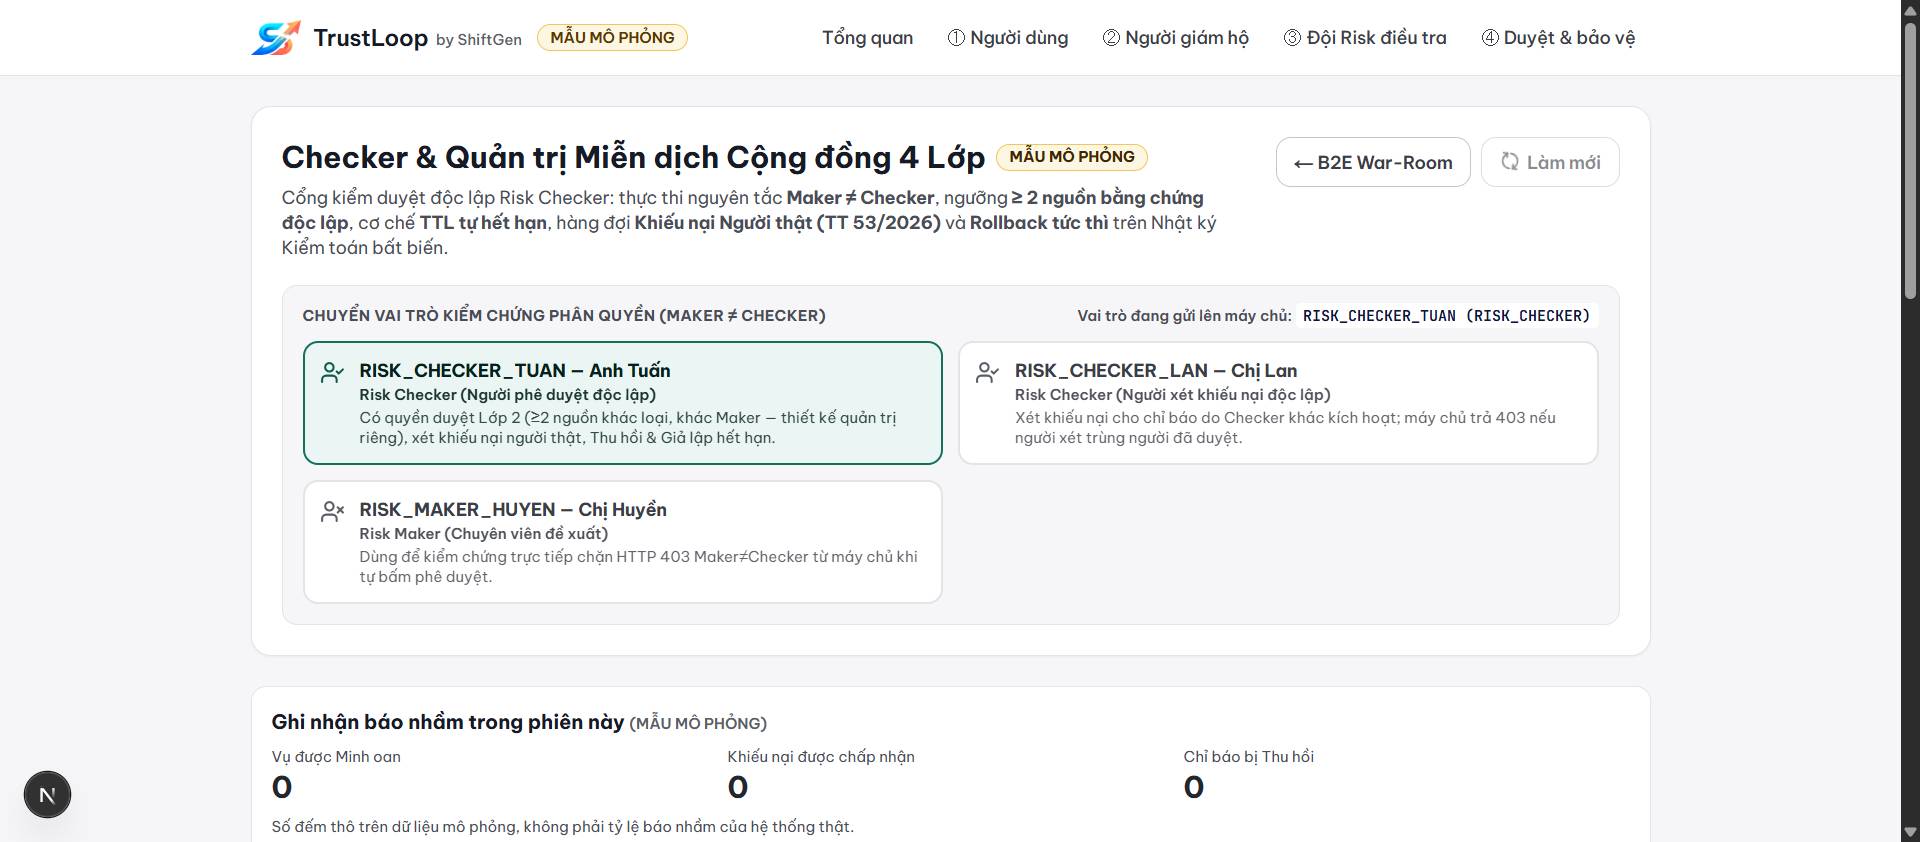 TrustLoop by ShiftGen MẪU MÔ PHỎNG Tổng quan ① Người dùng ② Người giám hộ ③ Đội Risk điều tra ④ Duyệt & bảo vệ
Checker & Quản trị Miễn dịch Cộng đồng 4 Lớp MẪU MÔ PHỎNG
← B2E War-Room Làm mới
Cổng kiểm duyệt độc lập Risk Checker: thực thi nguyên tắc Maker ≠ Checker, ngưỡng ≥ 2 nguồn bằng chứng
độc lập, cơ chế TTL tự hết hạn, hàng đợi Khiếu nại Người thật (TT 53/2026) và Rollback tức thì trên Nhật ký
Kiểm toán bất biến.
CHUYỂN VAI TRÒ KIỂM CHỨNG PHÂN QUYỀN (MAKER ≠ CHECKER)
Vai trò đang gửi lên máy chủ: RISK_CHECKER_TUAN (RISK_CHECKER)
RISK_CHECKER_TUAN — Anh Tuấn
Risk Checker (Người phê duyệt độc lập)
Có quyền duyệt Lớp 2 (≥2 nguồn khác loại, khác Maker — thiết kế quản trị
riêng), xét khiếu nại người thật, Thu hồi & Giả lập hết hạn.
RISK_CHECKER_LAN — Chị Lan
Risk Checker (Người xét khiếu nại độc lập)
Xét khiếu nại cho chỉ báo do Checker khác kích hoạt; máy chủ trả 403 nếu
người xét trùng người đã duyệt.
RISK_MAKER_HUYEN — Chị Huyền
Risk Maker (Chuyên viên đề xuất)
Dùng để kiểm chứng trực tiếp chặn HTTP 403 Maker≠Checker từ máy chủ khi
tự bấm phê duyệt.
Ghi nhận báo nhầm trong phiên này (MẪU MÔ PHỎNG)
Vụ được Minh oan
0
Khiếu nại được chấp nhận
0
Chỉ báo bị Thu hồi
0
Số đếm thô trên dữ liệu mô phỏng, không phải tỷ lệ báo nhầm của hệ thống thật.
N